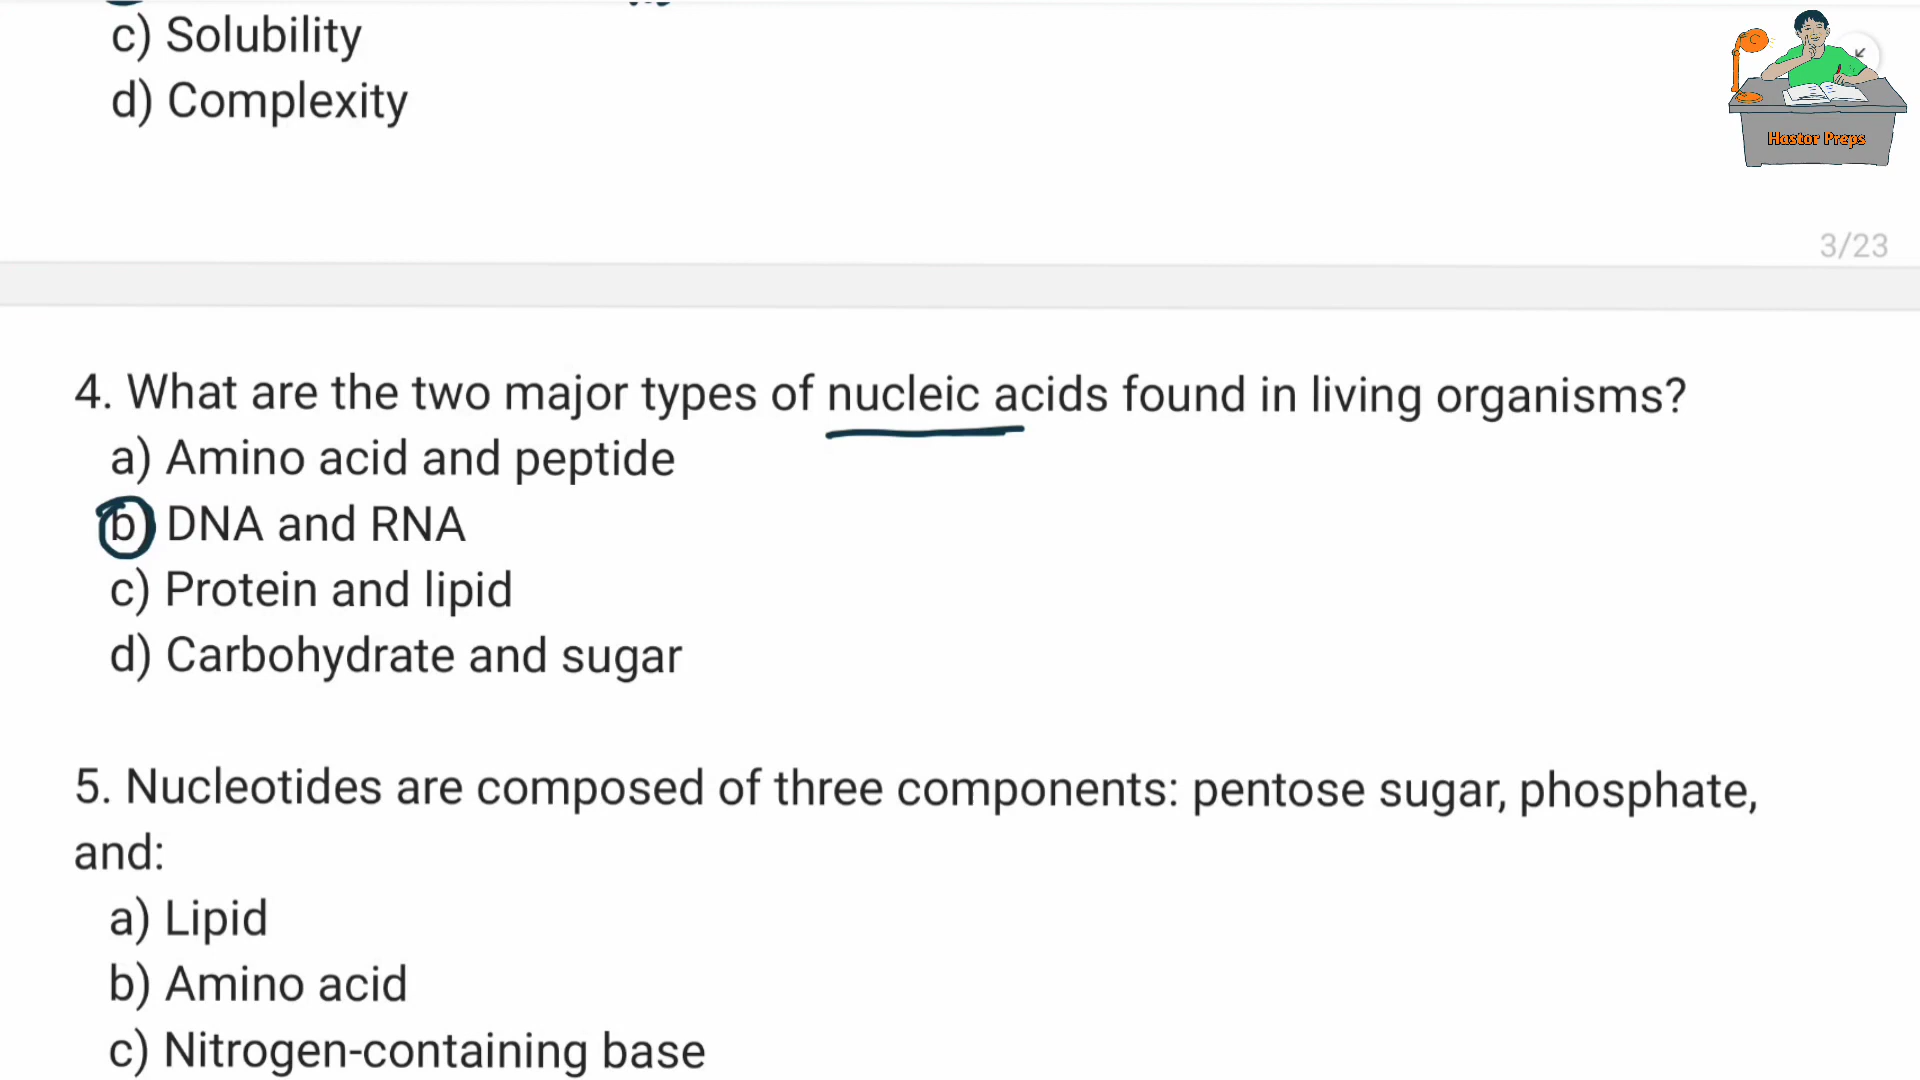 c) Solubility
d) Complexity
Hastor Preps
3/23
4. What are the two major types of nucleic acids found in living organisms?
a) Amino acid and peptide
b) DNA and RNA
c) Protein and lipid
d) Carbohydrate and sugar
5. Nucleotides are composed of three components: pentose sugar, phosphate,
and:
a) Lipid
b) Amino acid
c) Nitrogen-containing base